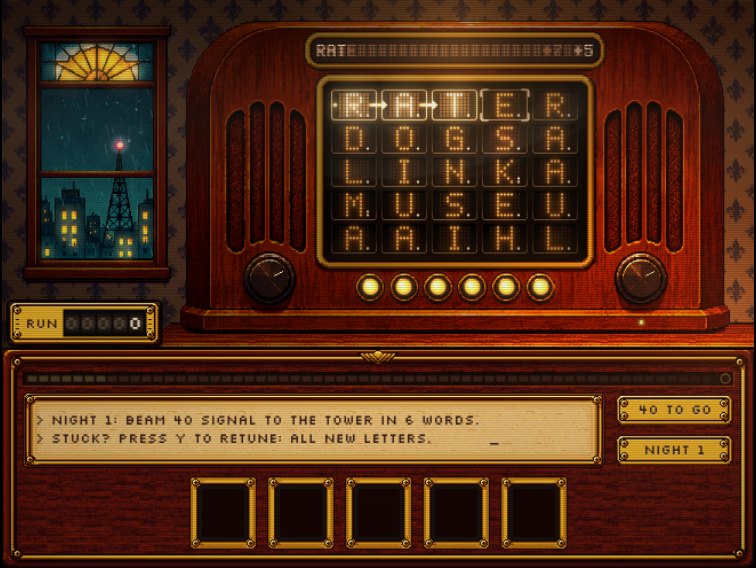 RAT +5
R A T E R
D O G S A
L I N K A
M U S E U
A A I H L
RUN 00000
40 TO GO
> NIGHT 1: BEAM 40 SIGNAL TO THE TOWER IN 6 WORDS.
> STUCK? PRESS Y TO RETUNE: ALL NEW LETTERS.
NIGHT 1